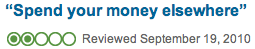 “Spend your money elsewhere”
Reviewed September 19, 2010